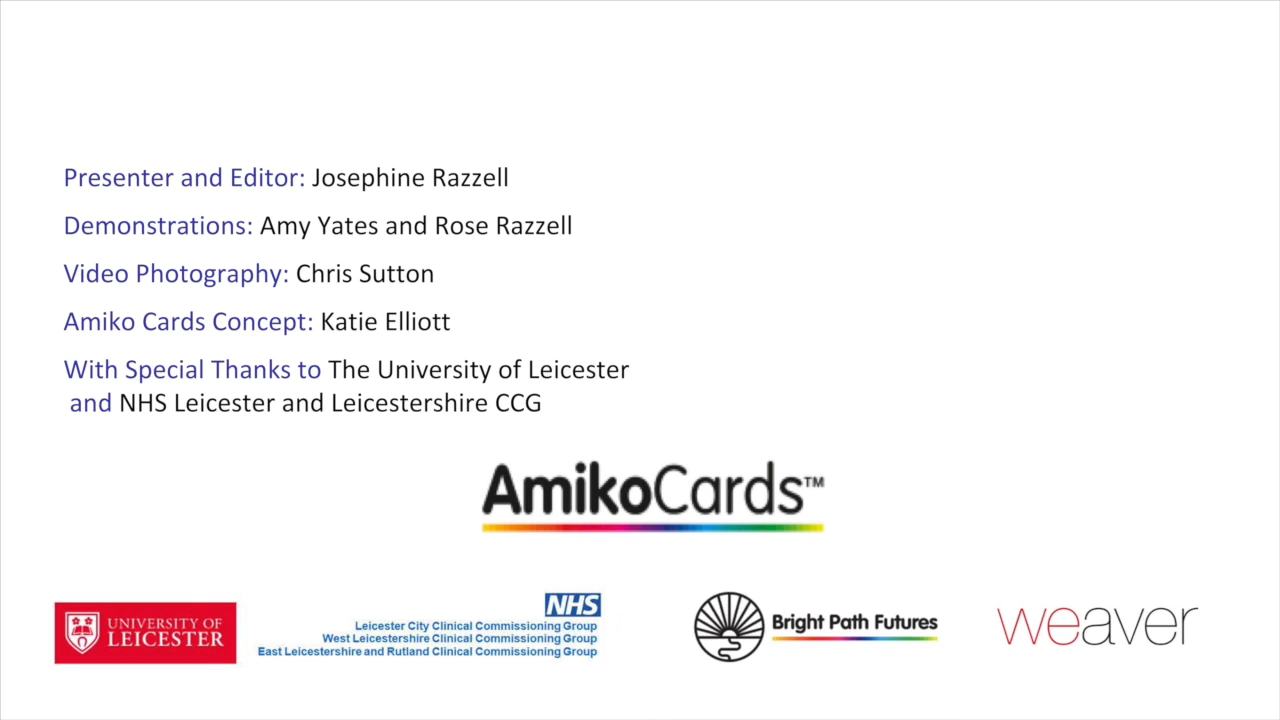 Presenter and Editor: Josephine Razzell
Demonstrations: Amy Yates and Rose Razzell
Video Photography: Chris Sutton
Amiko Cards Concept: Katie Elliott
With Special Thanks to The University of Leicester
and NHS Leicester and Leicestershire CCG
AmikoCards™
UNIVERSITY OF
LEICESTER
NHS
Leicester City Clinical Commissioning Group
West Leicestershire Clinical Commissioning Group
East Leicestershire and Rutland Clinical Commissioning Group
Bright Path Futures
weaver